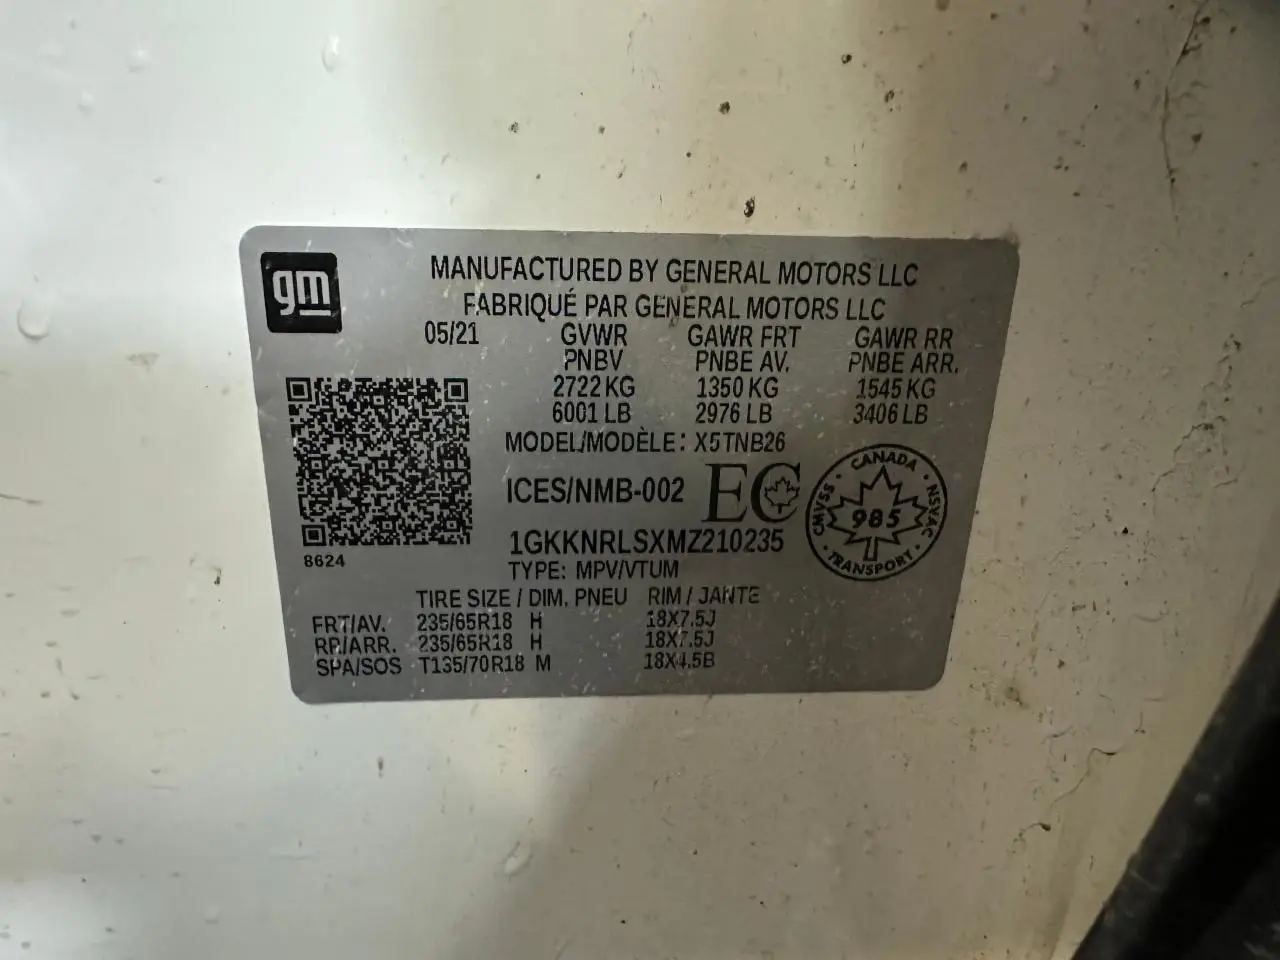 gm
MANUFACTURED BY GENERAL MOTORS LLC
FABRIQUÉ PAR GENERAL MOTORS LLC
05/21 GVWR GAWR FRT GAWR RR
PNBV PNBE AV. PNBE ARR.
2722 KG 1350 KG 1545 KG
6001 LB 2976 LB 3406 LB
MODEL/MODÈLE: X5TNB26
ICES/NMB-002 EC
CANADA
CMVSS 985 NSVAC
TRANSPORT
1GKKNRLSXMZ210235
8624
TYPE: MPV/VTUM
TIRE SIZE / DIM. PNEU RIM / JANTE
FRT/AV. 235/65R18 H 18X7.5J
RR/ARR. 235/65R18 H 18X7.5J
SPA/SOS T135/70R18 M 18X4.5B